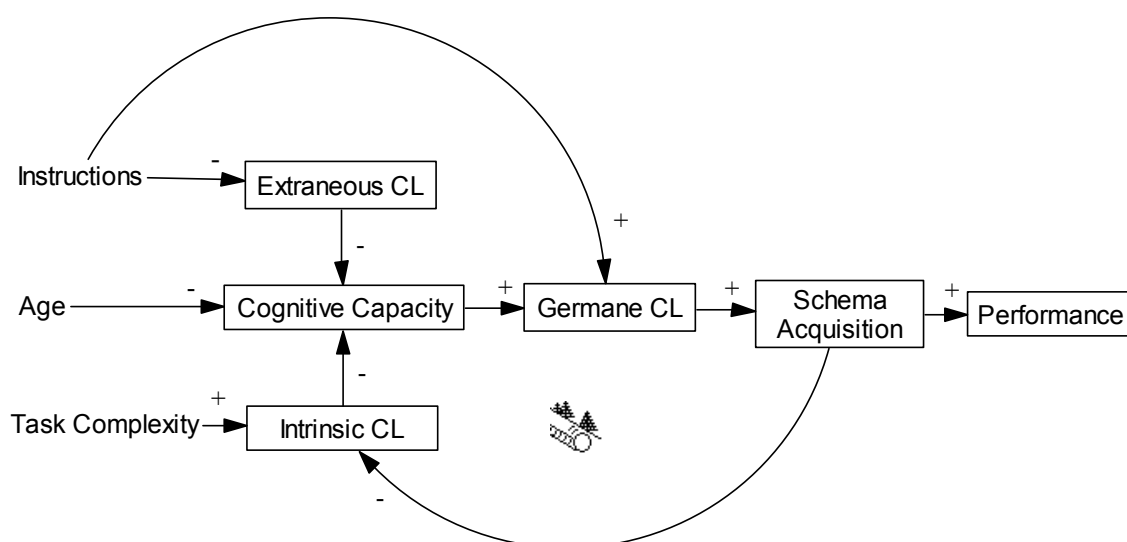 Instructions
-
Extraneous CL
+
-
Age
-
Cognitive Capacity
+
Germane CL
+
Schema
Acquisition
+
Performance
-
Task Complexity
+
Intrinsic CL
-